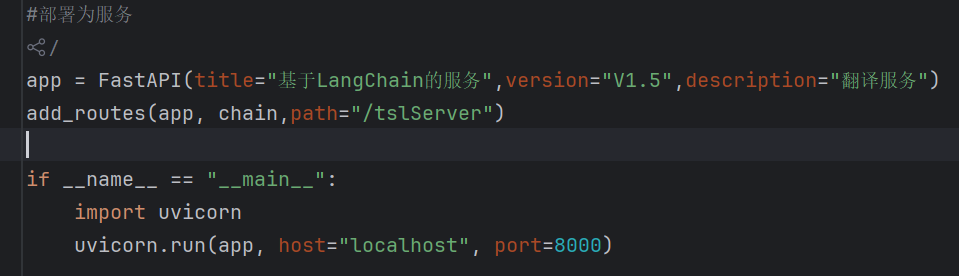 #部署为服务
/
app = FastAPI(title="基于LangChain的服务",version="V1.5",description="翻译服务")
add_routes(app, chain,path="/tslServer")
if __name__ == "__main__":
    import uvicorn
    uvicorn.run(app, host="localhost", port=8000)